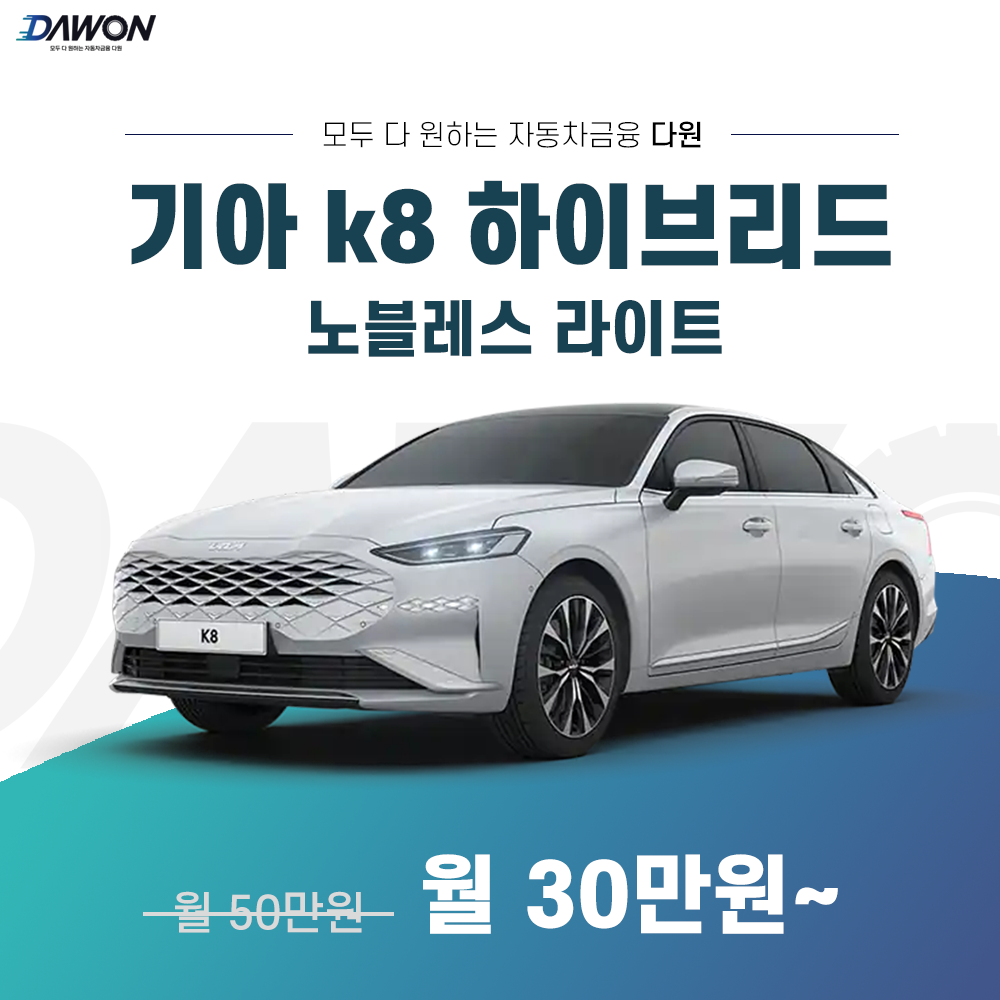 DAWON
모두 다 원하는 자동차금융 다원
모두 다 원하는 자동차금융 다원
기아 k8 하이브리드
노블레스 라이트
KIA
K8
월 50만원
월 30만원~